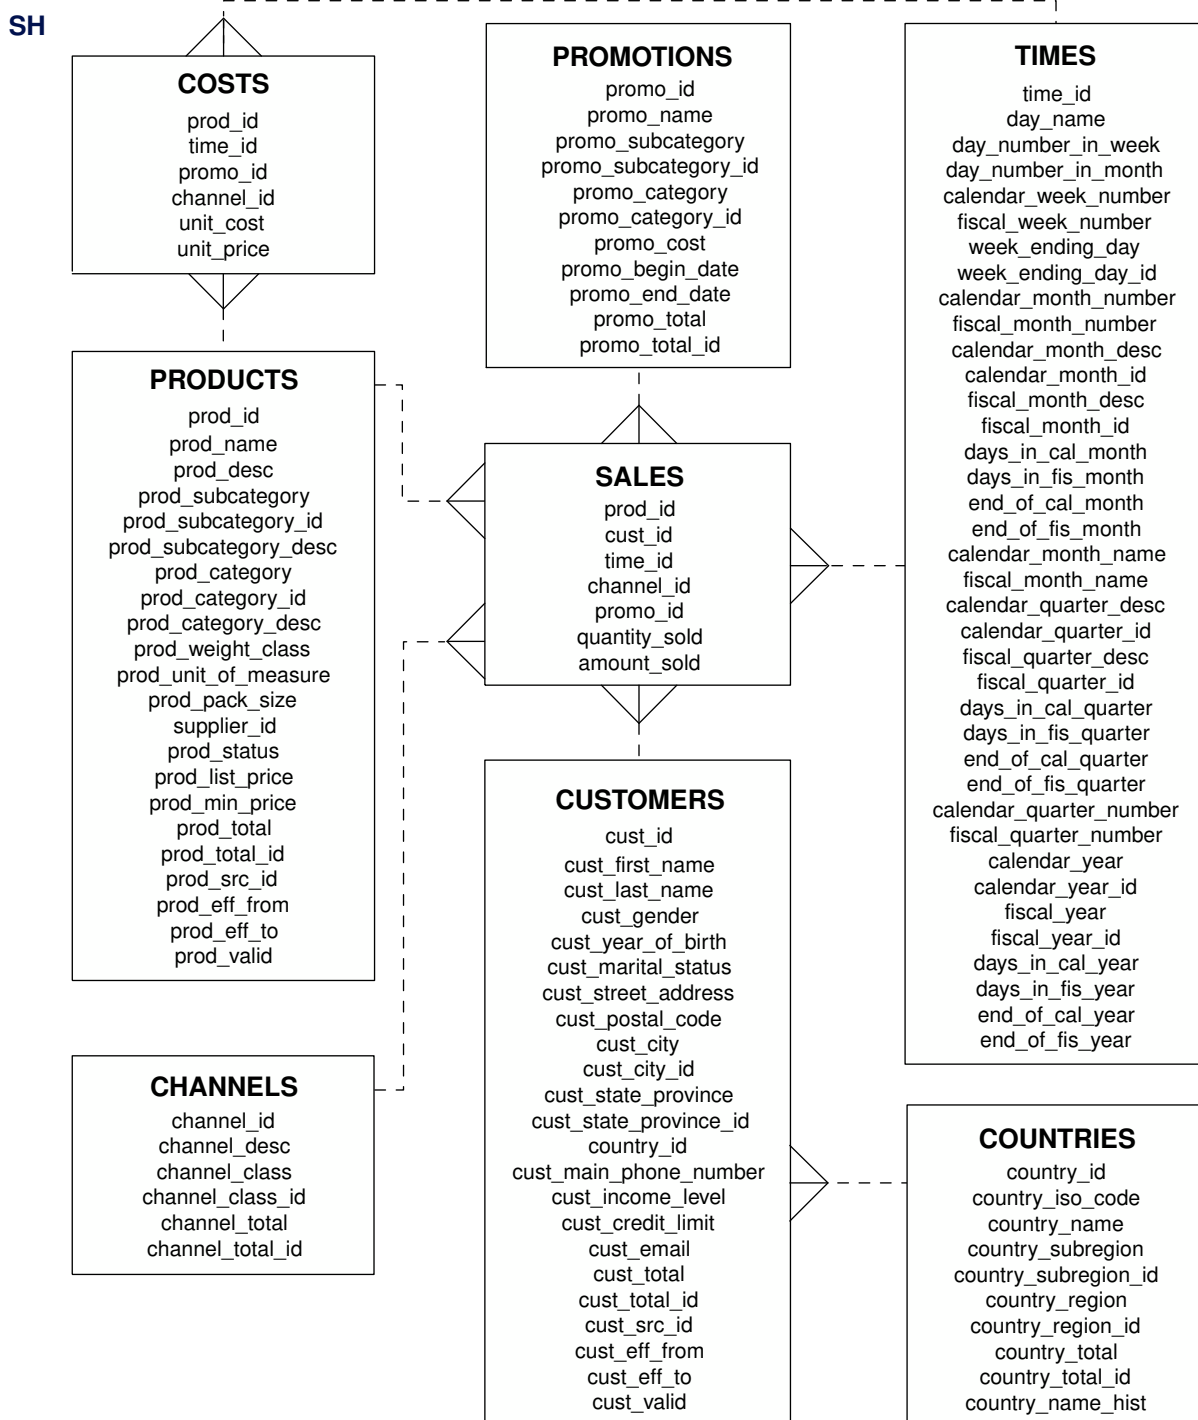 SH
COSTS
prod_id
time_id
promo_id
channel_id
unit_cost
unit_price
PROMOTIONS
promo_id
promo_name
promo_subcategory
promo_subcategory_id
promo_category
promo_category_id
promo_cost
promo_begin_date
promo_end_date
promo_total
promo_total_id
TIMES
time_id
day_name
day_number_in_week
day_number_in_month
calendar_week_number
fiscal_week_number
week_ending_day
week_ending_day_id
calendar_month_number
fiscal_month_number
calendar_month_desc
calendar_month_id
fiscal_month_desc
fiscal_month_id
days_in_cal_month
days_in_fis_month
end_of_cal_month
end_of_fis_month
calendar_month_name
fiscal_month_name
calendar_quarter_desc
calendar_quarter_id
fiscal_quarter_desc
fiscal_quarter_id
days_in_cal_quarter
days_in_fis_quarter
end_of_cal_quarter
end_of_fis_quarter
calendar_quarter_number
fiscal_quarter_number
calendar_year
calendar_year_id
fiscal_year
fiscal_year_id
days_in_cal_year
days_in_fis_year
end_of_cal_year
end_of_fis_year
PRODUCTS
prod_id
prod_name
prod_desc
prod_subcategory
prod_subcategory_id
prod_subcategory_desc
prod_category
prod_category_id
prod_category_desc
prod_weight_class
prod_unit_of_measure
prod_pack_size
supplier_id
prod_status
prod_list_price
prod_min_price
prod_total
prod_total_id
prod_src_id
prod_eff_from
prod_eff_to
prod_valid
SALES
prod_id
cust_id
time_id
channel_id
promo_id
quantity_sold
amount_sold
CUSTOMERS
cust_id
cust_first_name
cust_last_name
cust_gender
cust_year_of_birth
cust_marital_status
cust_street_address
cust_postal_code
cust_city
cust_city_id
cust_state_province
cust_state_province_id
country_id
cust_main_phone_number
cust_income_level
cust_credit_limit
cust_email
cust_total
cust_total_id
cust_src_id
cust_eff_from
cust_eff_to
cust_valid
CHANNELS
channel_id
channel_desc
channel_class
channel_class_id
channel_total
channel_total_id
COUNTRIES
country_id
country_iso_code
country_name
country_subregion
country_subregion_id
country_region
country_region_id
country_total
country_total_id
country_name_hist